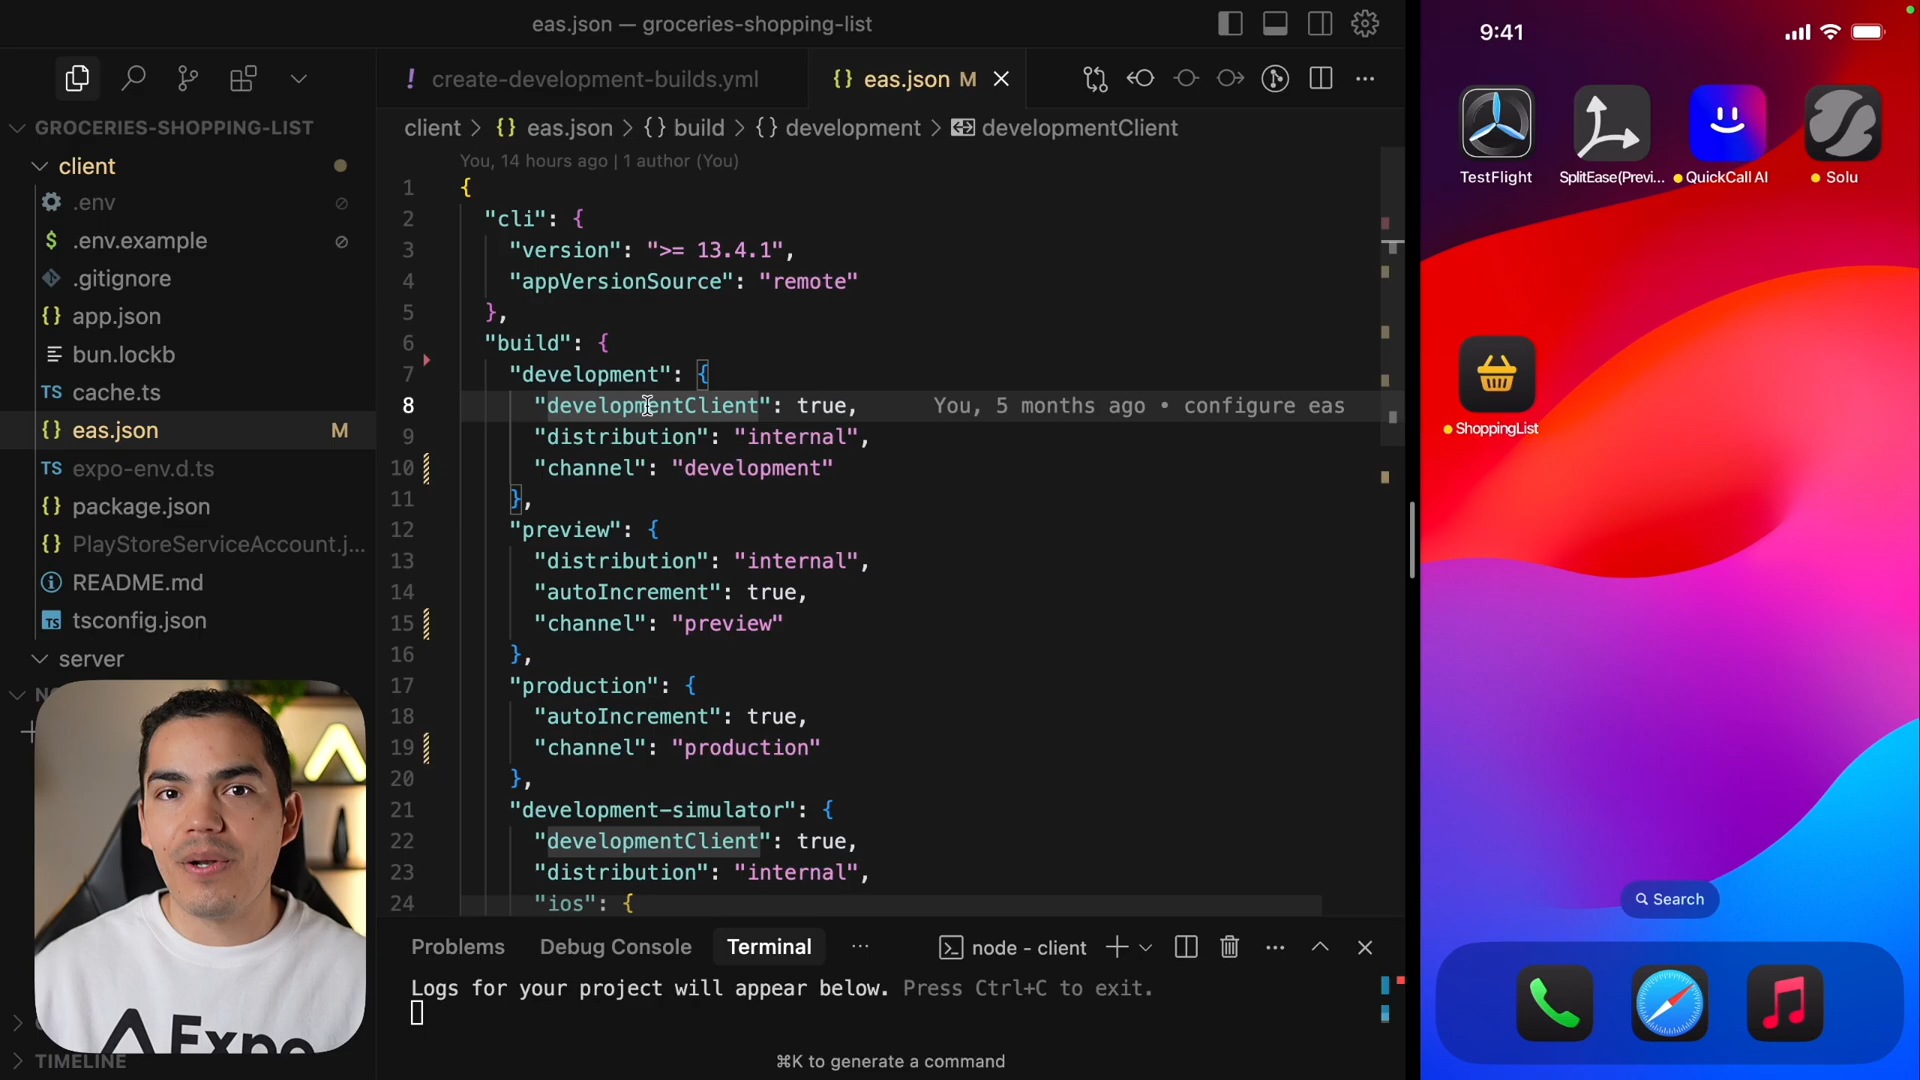 eas.json — groceries-shopping-list
create-development-builds.yml
eas.json M
client > eas.json > {} build > {} development > developmentClient
GROCERIES-SHOPPING-LIST
client
.env
.env.example
.gitignore
app.json
bun.lockb
TS cache.ts
eas.json M
TS expo-env.d.ts
package.json
PlayStoreServiceAccount.j...
README.md
TS tsconfig.json
server
TIMELINE
You, 14 hours ago | 1 author (You)
1 {
2 "cli": {
3 "version": ">= 13.4.1",
4 "appVersionSource": "remote"
5 },
6 "build": {
7 "development": {
8 "developmentClient": true, You, 5 months ago • configure eas
9 "distribution": "internal",
10 "channel": "development"
11 },
12 "preview": {
13 "distribution": "internal",
14 "autoIncrement": true,
15 "channel": "preview"
16 },
17 "production": {
18 "autoIncrement": true,
19 "channel": "production"
20 },
21 "development-simulator": {
22 "developmentClient": true,
23 "distribution": "internal",
24 "ios": {
Problems Debug Console Terminal ... node - client
Logs for your project will appear below. Press Ctrl+C to exit.
⌘K to generate a command
Expo
9:41
TestFlight
SplitEase(Previ...
QuickCall AI
Solu
ShoppingList
Search